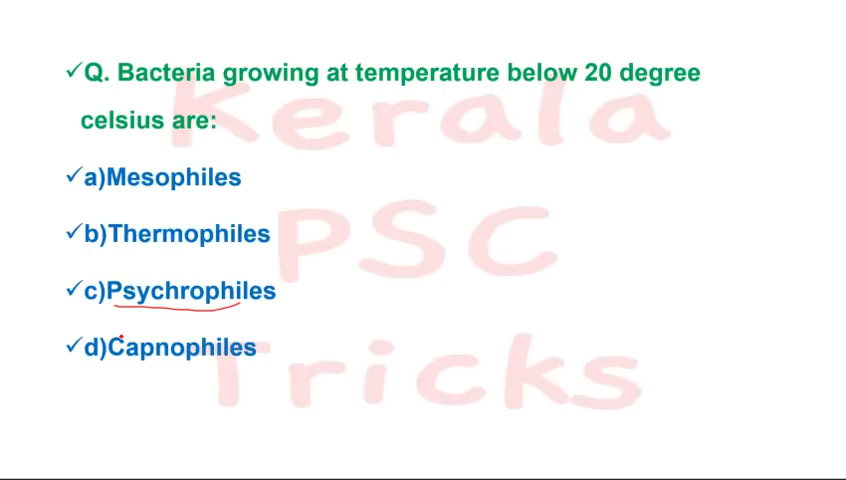 ✓Q. Bacteria growing at temperature below 20 degree
celsius are:
✓a)Mesophiles
✓b)Thermophiles
✓c)Psychrophiles
✓d)Capnophiles
Kerala
PSC
Tricks